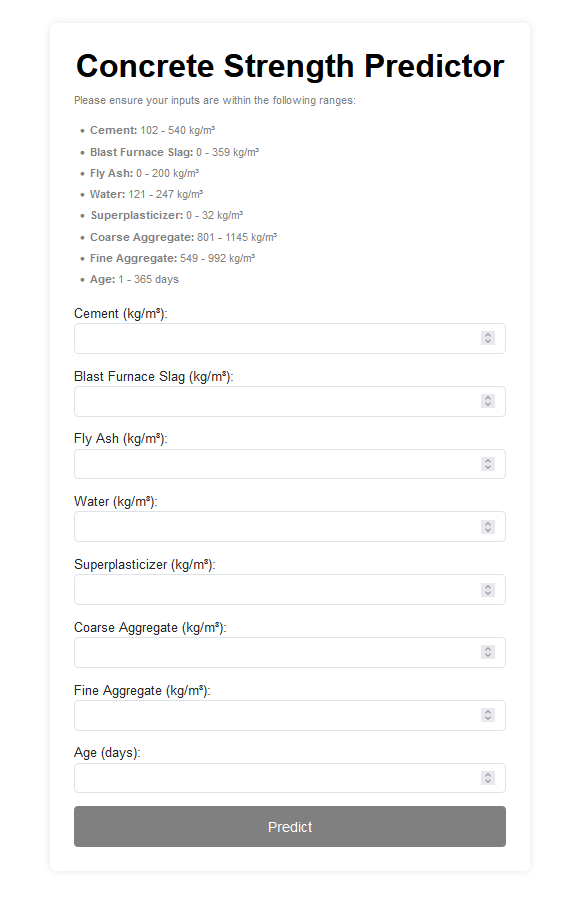 Concrete Strength Predictor
Please ensure your inputs are within the following ranges:
• Cement: 102 - 540 kg/m³
• Blast Furnace Slag: 0 - 359 kg/m³
• Fly Ash: 0 - 200 kg/m³
• Water: 121 - 247 kg/m³
• Superplasticizer: 0 - 32 kg/m³
• Coarse Aggregate: 801 - 1145 kg/m³
• Fine Aggregate: 549 - 992 kg/m³
• Age: 1 - 365 days
Cement (kg/m³):
Blast Furnace Slag (kg/m³):
Fly Ash (kg/m³):
Water (kg/m³):
Superplasticizer (kg/m³):
Coarse Aggregate (kg/m³):
Fine Aggregate (kg/m³):
Age (days):
Predict